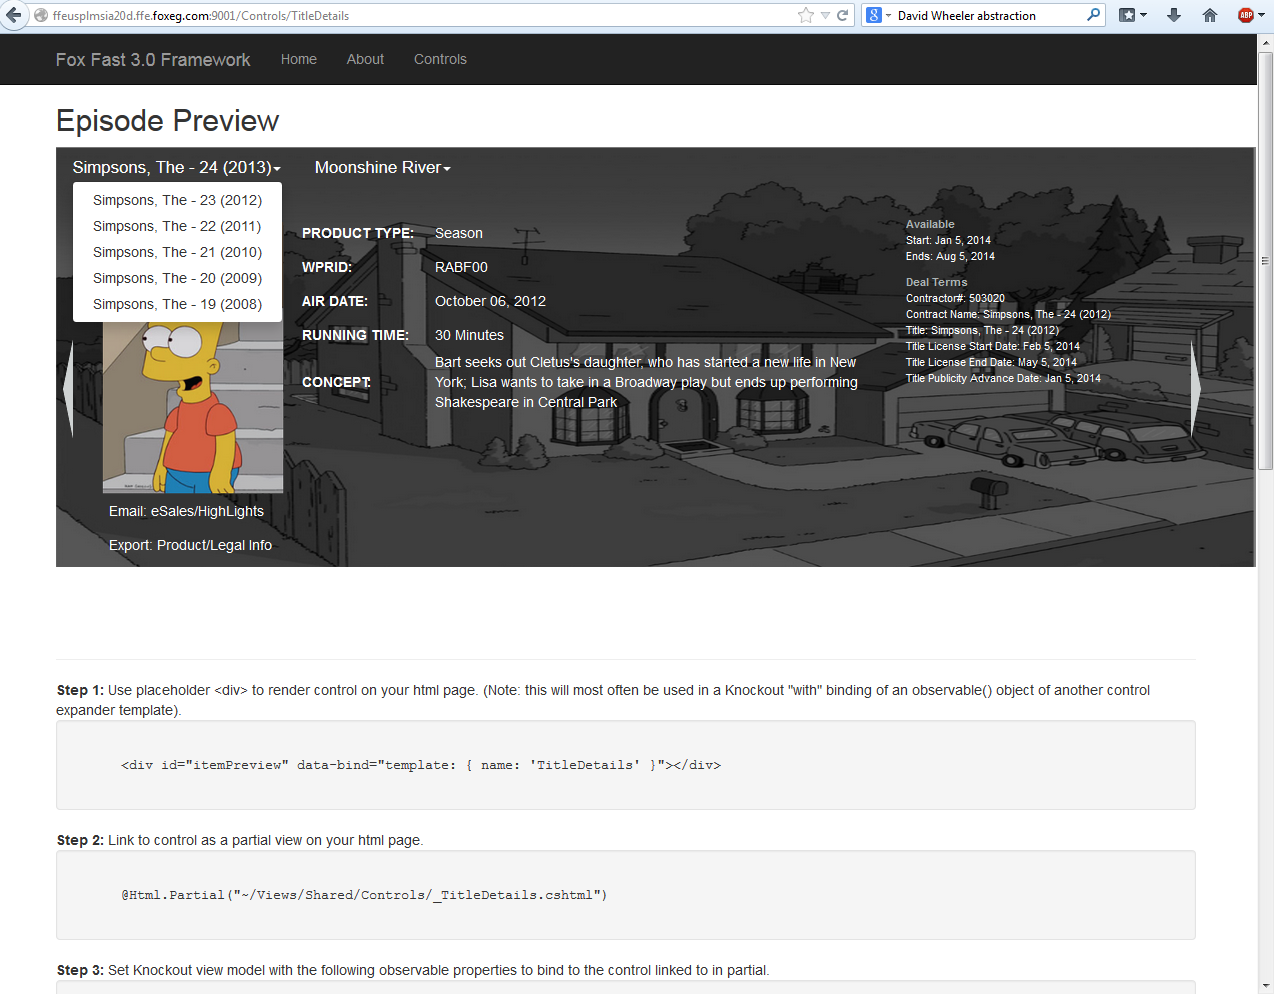 ffeusplmsia20d.ffe.foxeg.com:9001/Controls/TitleDetails
David Wheeler abstraction
Fox Fast 3.0 Framework Home About Controls
Episode Preview
Simpsons, The - 24 (2013) Moonshine River
Simpsons, The - 23 (2012)
Simpsons, The - 22 (2011)
Simpsons, The - 21 (2010)
Simpsons, The - 20 (2009)
Simpsons, The - 19 (2008)
PRODUCT TYPE: Season
WPRID: RABF00
AIR DATE: October 06, 2012
RUNNING TIME: 30 Minutes
CONCEPT: Bart seeks out Cletus's daughter, who has started a new life in New
York; Lisa wants to take in a Broadway play but ends up performing
Shakespeare in Central Park
Available
Start: Jan 5, 2014
Ends: Aug 5, 2014
Deal Terms
Contractor#: 503020
Contract Name: Simpsons, The - 24 (2012)
Title: Simpsons, The - 24 (2012)
Title License Start Date: Feb 5, 2014
Title License End Date: May 5, 2014
Title Publicity Advance Date: Jan 5, 2014
Email: eSales/HighLights
Export: Product/Legal Info
Step 1: Use placeholder <div> to render control on your html page. (Note: this will most often be used in a Knockout "with" binding of an observable() object of another control
expander template).
<div id="itemPreview" data-bind="template: { name: 'TitleDetails' }"></div>
Step 2: Link to control as a partial view on your html page.
@Html.Partial("~/Views/Shared/Controls/_TitleDetails.cshtml")
Step 3: Set Knockout view model with the following observable properties to bind to the control linked to in partial.